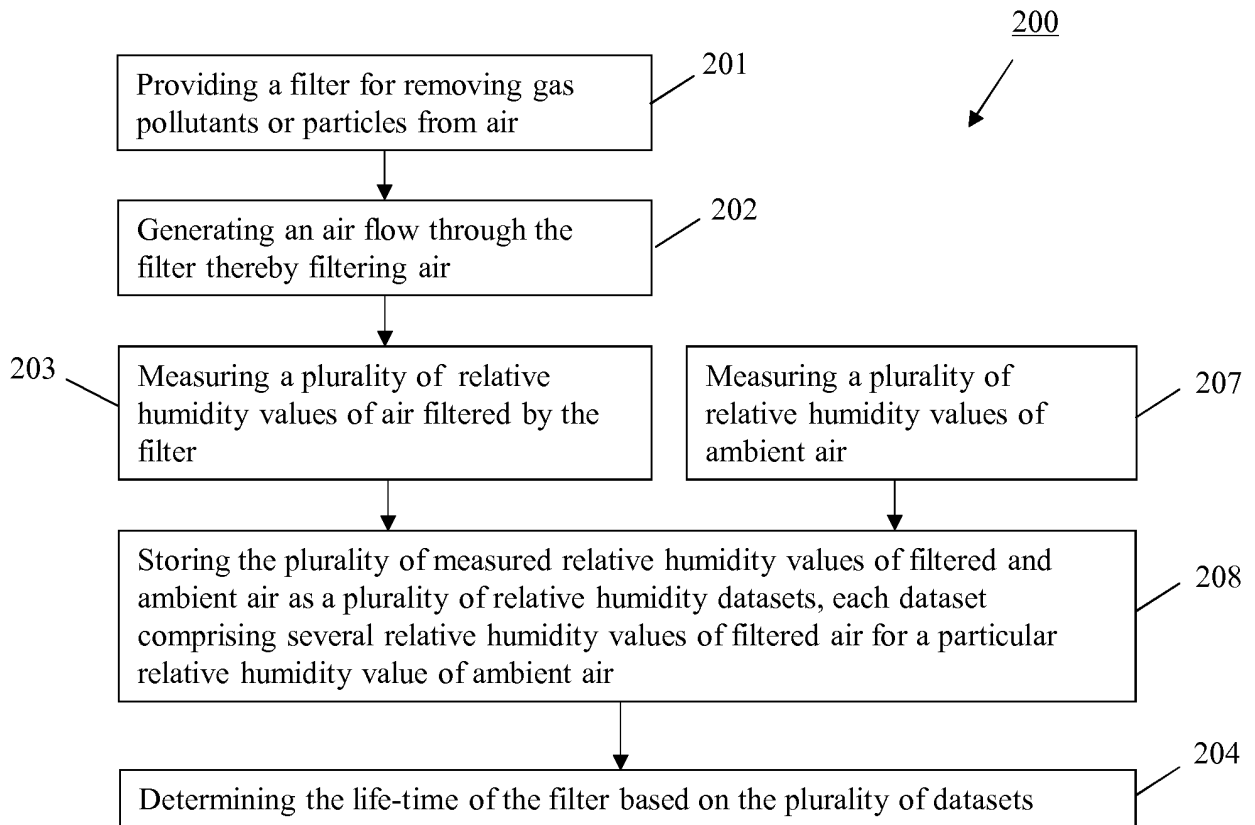 200
201
Providing a filter for removing gas
pollutants or particles from air
202
Generating an air flow through the
filter thereby filtering air
203
Measuring a plurality of relative
humidity values of air filtered by the
filter
Measuring a plurality of
relative humidity values of
ambient air
207
Storing the plurality of measured relative humidity values of filtered and
ambient air as a plurality of relative humidity datasets, each dataset
comprising several relative humidity values of filtered air for a particular
relative humidity value of ambient air
208
204
Determining the life-time of the filter based on the plurality of datasets